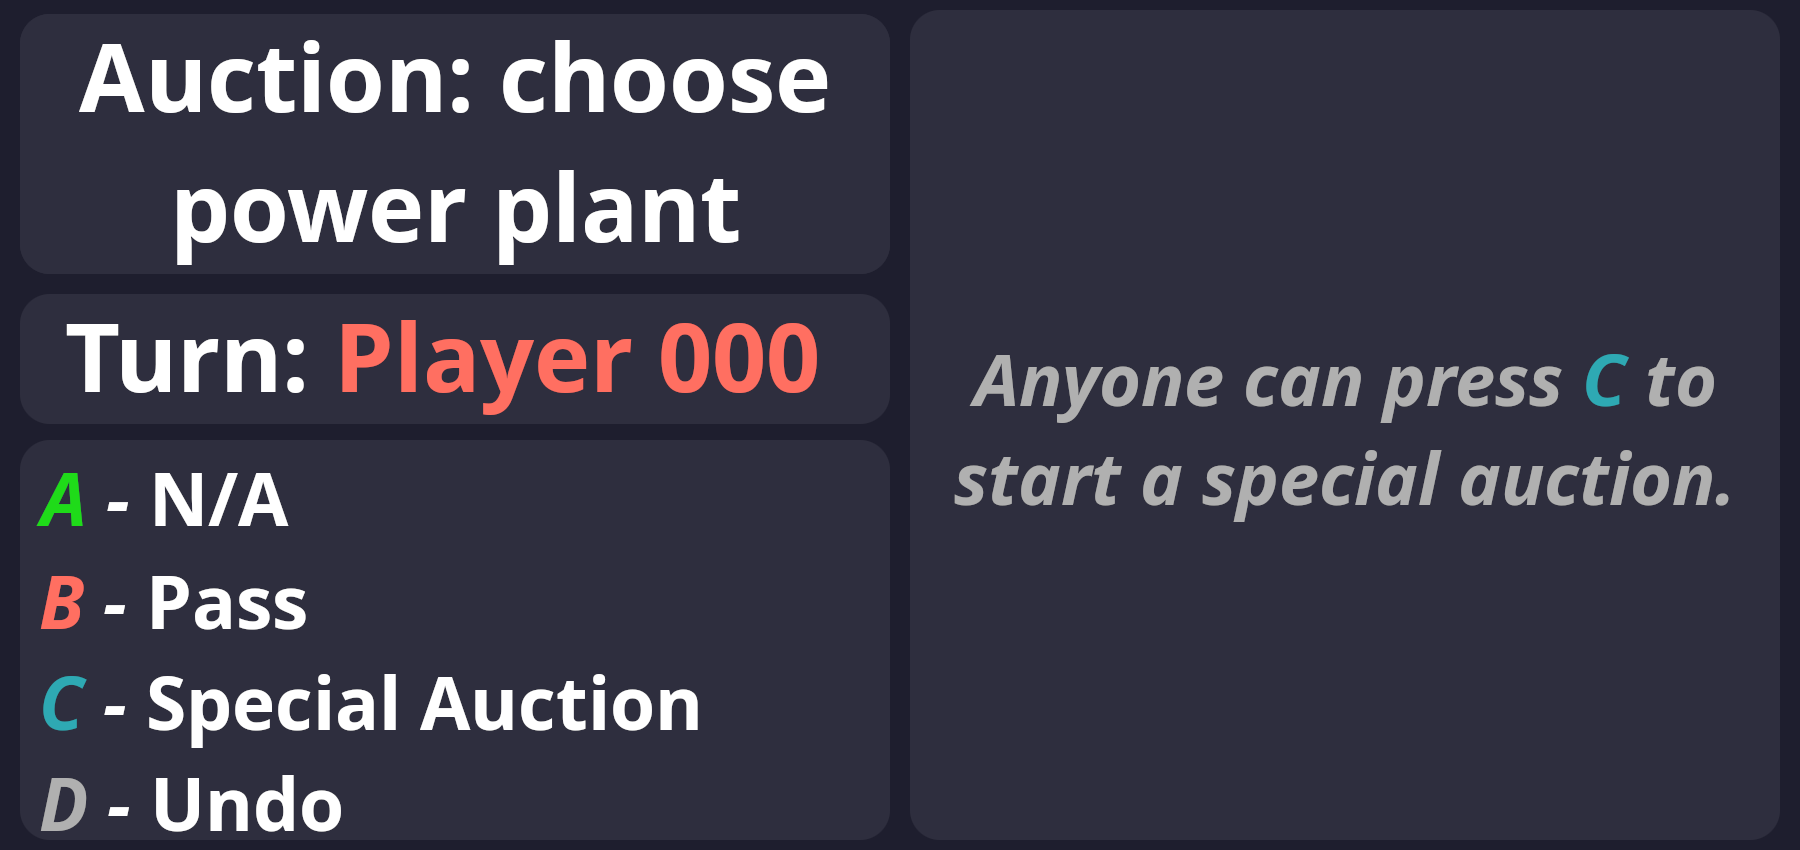 Auction: choose
power plant
Turn: Player 000
A - N/A
B - Pass
C - Special Auction
D - Undo
Anyone can press C to
start a special auction.